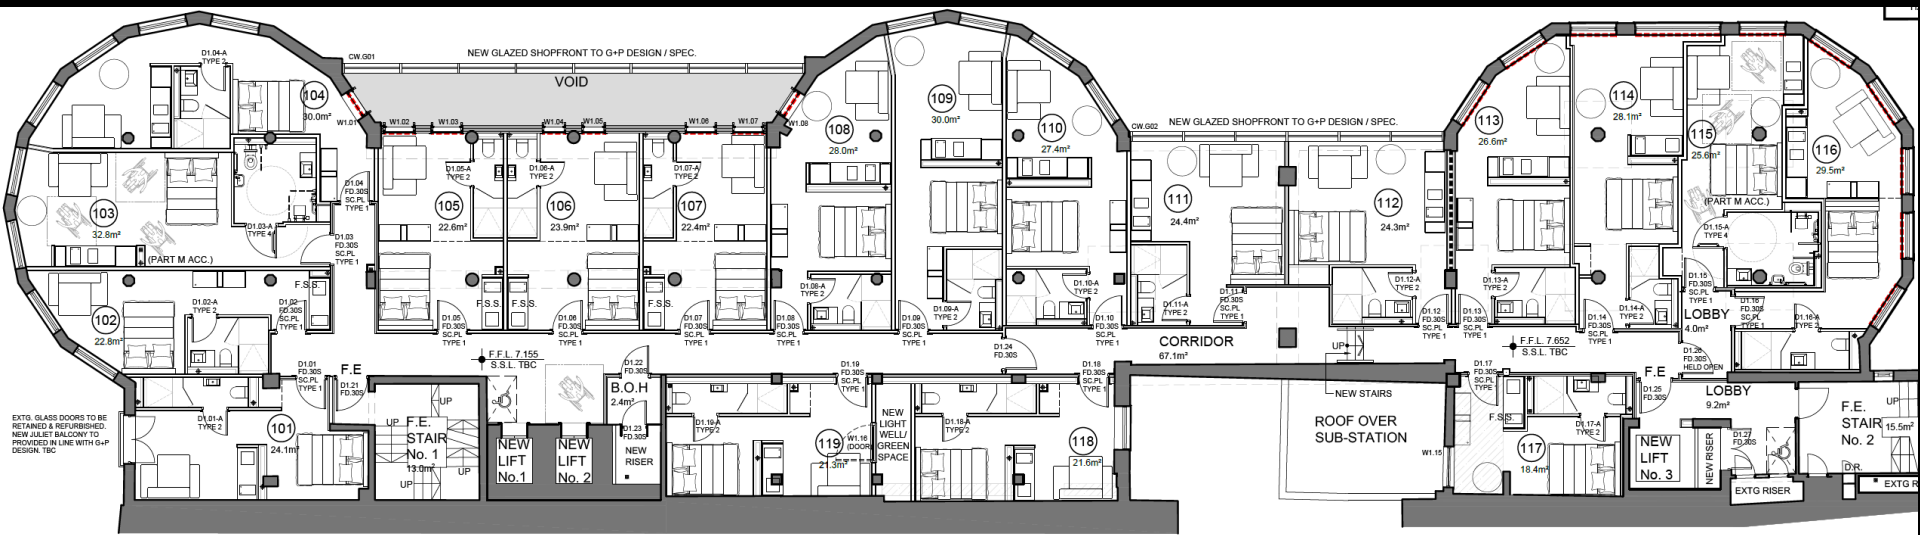 NEW GLAZED SHOPFRONT TO G+P DESIGN / SPEC.
CW.G01
VOID
D1.04-A
TYPE 2
104
30.0m²
W1.01
W1.02
W1.03
W1.04
W1.05
W1.06
W1.07
W1.08
108
28.0m²
109
30.0m²
110
27.4m²
CW.G02
NEW GLAZED SHOPFRONT TO G+P DESIGN / SPEC.
113
26.6m²
114
28.1m²
115
25.6m²
116
29.5m²
(PART M ACC.)
103
32.8m²
(PART M ACC.)
D1.03-A
TYPE 4
D1.04
FD.30S
SC.PL
TYPE 1
D1.03
FD.30S
SC.PL
TYPE 1
105
22.6m²
D1.05-A
TYPE 2
106
23.9m²
D1.06-A
TYPE 2
107
22.4m²
D1.07-A
TYPE 2
111
24.4m²
112
24.3m²
D1.15-A
TYPE 4
102
22.8m²
D1.02-A
TYPE 2
F.S.S.
D1.02
FD.30S
SC.PL
TYPE 1
F.S.S.
F.S.S.
F.S.S.
D1.05
FD.30S
SC.PL
TYPE 1
D1.06
FD.30S
SC.PL
TYPE 1
D1.07
FD.30S
SC.PL
TYPE 1
D1.08
FD.30S
SC.PL
TYPE 1
D1.08-A
TYPE 2
D1.09
FD.30S
SC.PL
TYPE 1
D1.09-A
TYPE 2
D1.10-A
TYPE 2
D1.10
FD.30S
SC.PL
TYPE 1
D1.11-A
TYPE 2
D1.11
FD.30S
SC.PL
TYPE 1
D1.12-A
TYPE 2
D1.12
FD.30S
SC.PL
TYPE 1
D1.13
FD.30S
SC.PL
TYPE 1
D1.13-A
TYPE 2
D1.14
FD.30S
SC.PL
TYPE 1
D1.14-A
TYPE 2
D1.15
FD.30S
SC.PL
TYPE 1
LOBBY
4.0m²
D1.16
FD.30S
SC.PL
TYPE 1
D1.16-A
TYPE 2
D1.26
FD.30S
HELD OPEN
D1.01
FD.30S
SC.PL
TYPE 1
D1.21
FD.30S
F.E
F.F.L. 7.155
S.S.L. TBC
D1.22
FD.30S
B.O.H
2.4m²
D1.23
FD.30S
D1.24
FD.30S
CORRIDOR
67.1m²
UP
NEW STAIRS
F.F.L. 7.652
S.S.L. TBC
D1.17
FD.30S
SC.PL
TYPE 1
F.E
D1.25
FD.30S
LOBBY
9.2m²
EXTG. GLASS DOORS TO BE
RETAINED & REFURBISHED.
NEW JULIET BALCONY TO
PROVIDED IN LINE WITH G+P
DESIGN. TBC
D1.01-A
TYPE 2
101
24.1m²
UP
UP
UP
UP
F.E.
STAIR
No. 1
13.0m²
NEW
LIFT
No.1
NEW
LIFT
No. 2
NEW
RISER
D1.19-A
TYPE 2
D1.19
FD.30S
SC.PL
TYPE 1
119
21.3m²
W1.16
(DOOR)
NEW
LIGHT
WELL/
GREEN
SPACE
D1.18-A
TYPE 2
D1.18
FD.30S
SC.PL
TYPE 1
118
21.6m²
ROOF OVER
SUB-STATION
W1.15
F.S.S.
117
18.4m²
D1.17-A
TYPE 2
NEW
LIFT
No. 3
NEW RISER
D1.27
FD.30S
EXTG RISER
F.E.
STAIR
No. 2
15.5m²
UP
D.R.
EXTG R